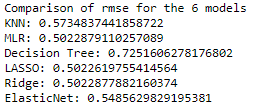 Comparison of rmse for the 6 models
KNN: 0.5734837441858722
MLR: 0.5022879110257089
Decision Tree: 0.7251606278176802
LASSO: 0.5022619755414564
Ridge: 0.5022877882160374
ElasticNet: 0.5485629829195381